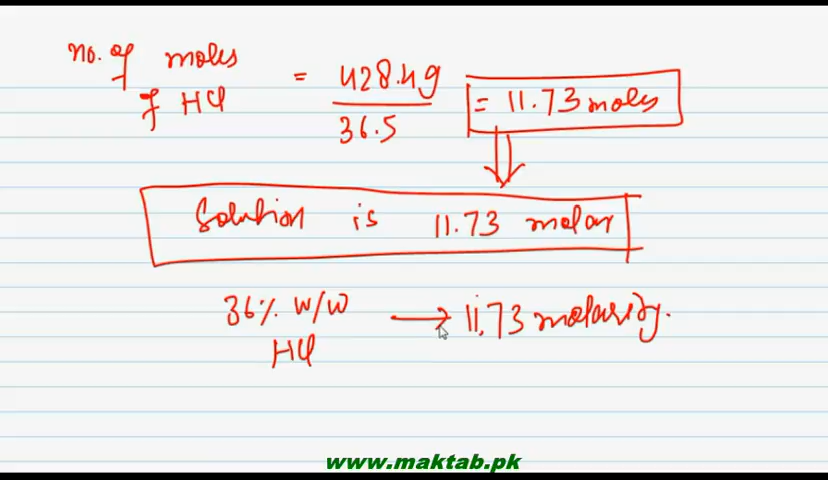 No. of moles
of HCl
= 428.4g
36.5
= 11.73 moles
Solution is 11.73 molar
36% w/w → 11.73 molarity.
HCl
www.maktab.pk